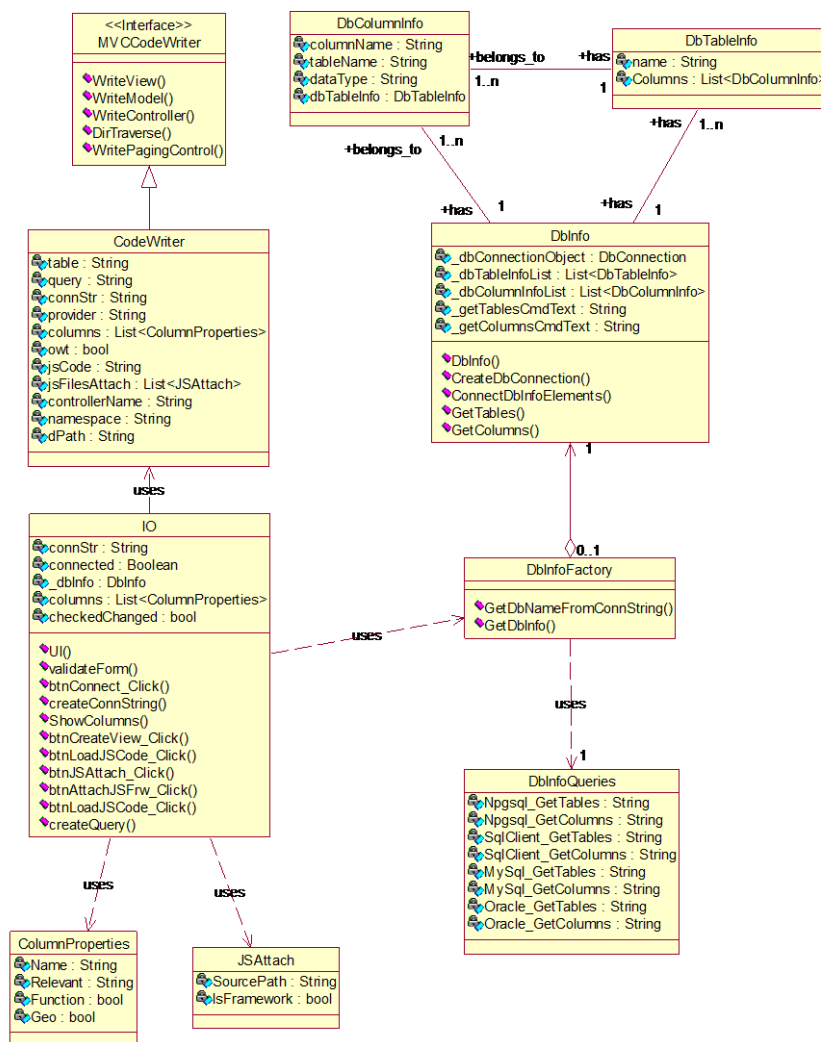 <<Interface>>
MVCCodeWriter
WriteView()
WriteModel()
WriteController()
DirTraverse()
WritePagingControl()
DbColumnInfo
columnName : String
tableName : String
dataType : String
dbTableInfo : DbTableInfo
+belongs_to
1..n
+has
1
DbTableInfo
name : String
Columns : List<DbColumnInfo>
1..n
+belongs_to
+has
1
+has
1..n
+has
1
CodeWriter
table : String
query : String
connStr : String
provider : String
columns : List<ColumnProperties>
owt : bool
jsCode : String
jsFilesAttach : List<JSAttach>
controllerName : String
namespace : String
dPath : String
DbInfo
_dbConnectionObject : DbConnection
_dbTableInfoList : List<DbTableInfo>
_dbColumnInfoList : List<DbColumnInfo>
_getTablesCmdText : String
_getColumnsCmdText : String
DbInfo()
CreateDbConnection()
ConnectDbInfoElements()
GetTables()
GetColumns()
1
0..1
uses
IO
connStr : String
connected : Boolean
_dbInfo : DbInfo
columns : List<ColumnProperties>
checkedChanged : bool
UI()
validateForm()
btnConnect_Click()
createConnString()
ShowColumns()
btnCreateView_Click()
btnLoadJSCode_Click()
btnJSAttach_Click()
btnAttachJSFrw_Click()
btnLoadJSCode_Click()
createQuery()
uses
DbInfoFactory
GetDbNameFromConnString()
GetDbInfo()
uses
1
DbInfoQueries
Npgsql_GetTables : String
Npgsql_GetColumns : String
SqlClient_GetTables : String
SqlClient_GetColumns : String
MySql_GetTables : String
MySql_GetColumns : String
Oracle_GetTables : String
Oracle_GetColumns : String
uses
uses
ColumnProperties
Name : String
Relevant : String
Function : bool
Geo : bool
JSAttach
SourcePath : String
IsFramework : bool